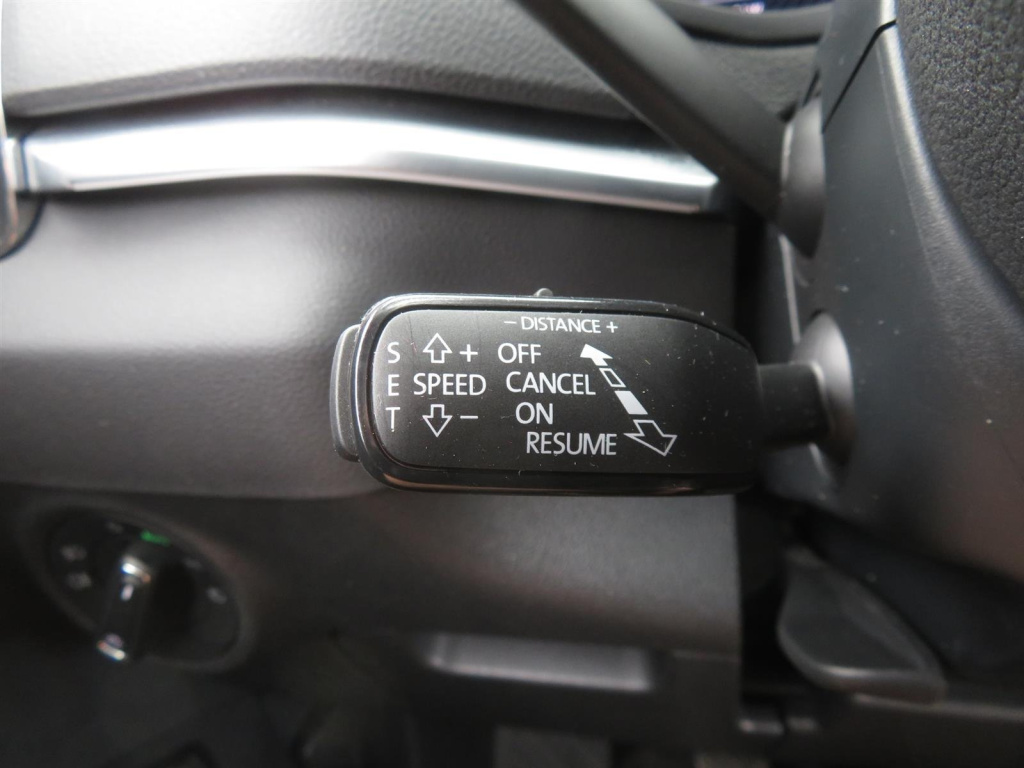 − DISTANCE +
S + OFF
E SPEED CANCEL
T − ON
RESUME